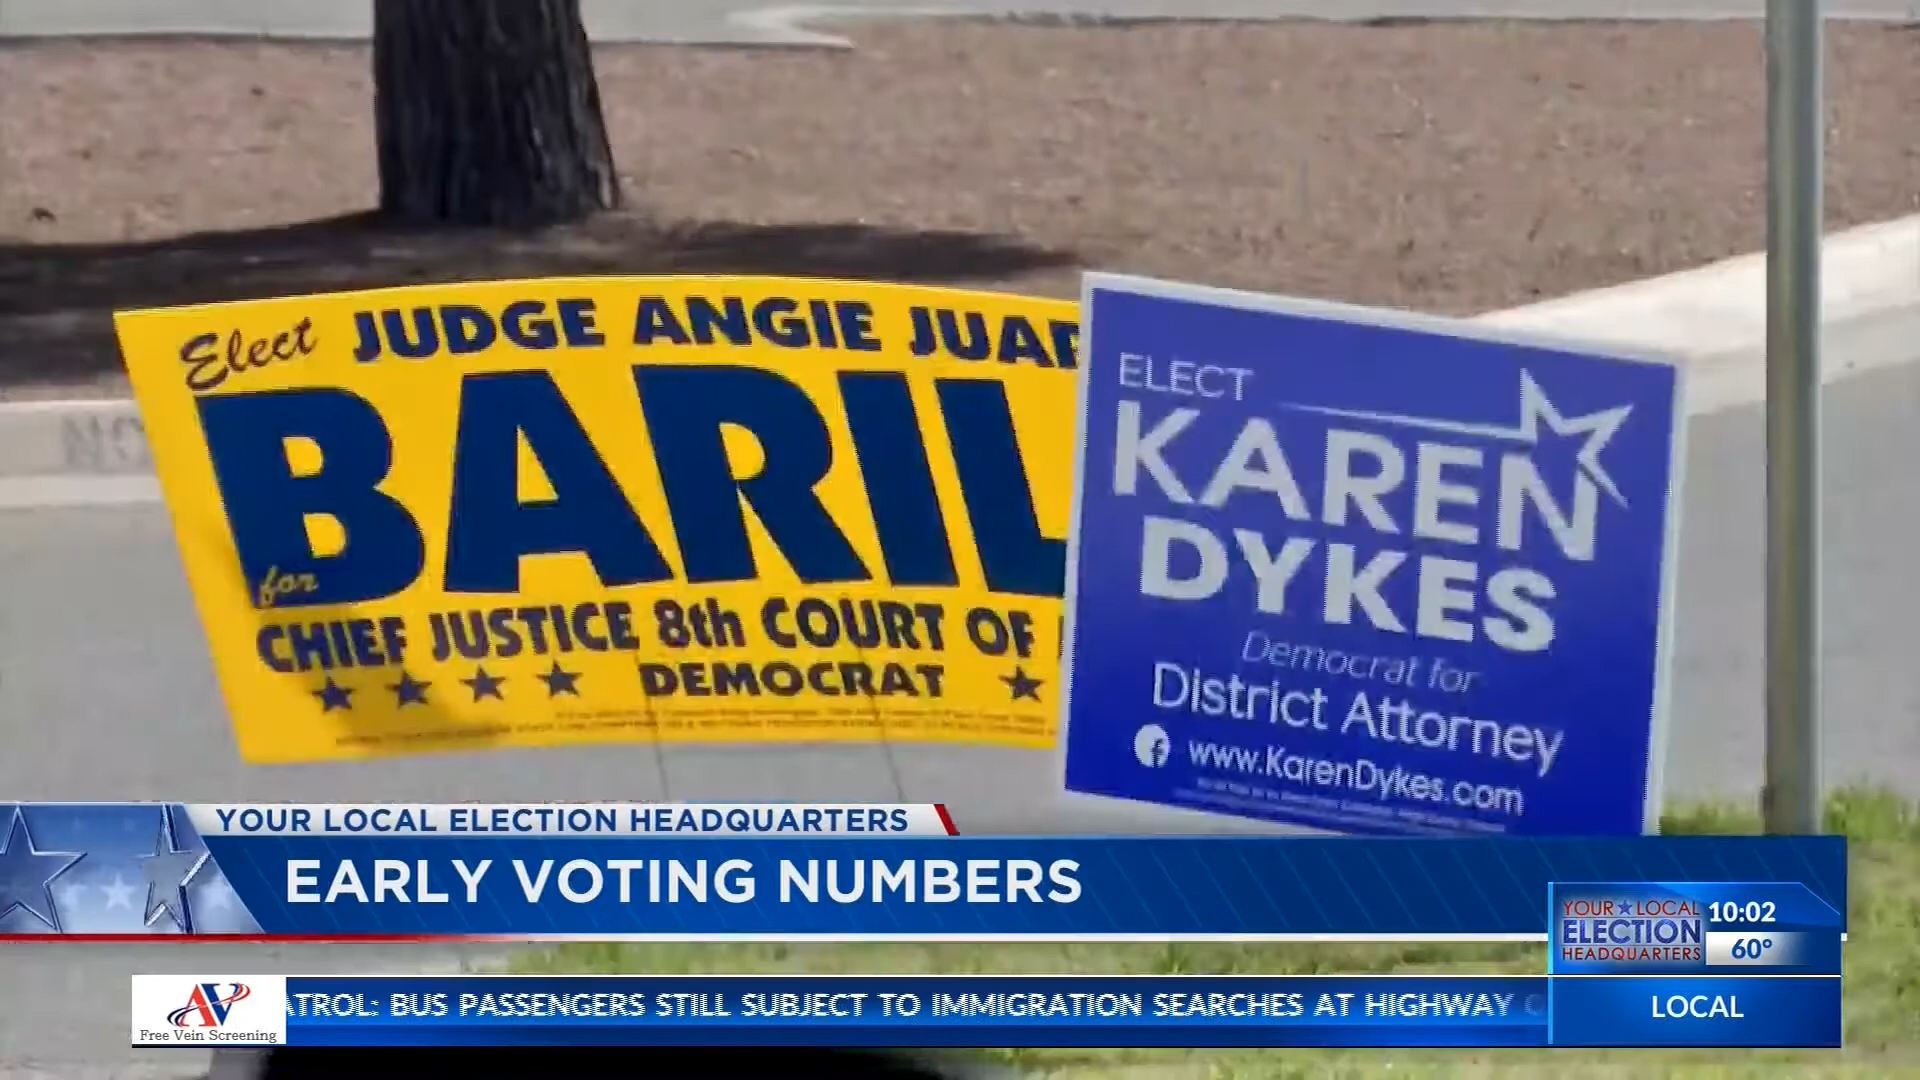 NO
Elect JUDGE ANGIE JUAR
BARIL
for
CHIEF JUSTICE 8th COURT OF
DEMOCRAT
ELECT
KAREN
DYKES
Democrat for
District Attorney
www.KarenDykes.com
YOUR LOCAL ELECTION HEADQUARTERS
EARLY VOTING NUMBERS
YOUR LOCAL
ELECTION
HEADQUARTERS
10:02
60°
AV
Free Vein Screening
ATROL: BUS PASSENGERS STILL SUBJECT TO IMMIGRATION SEARCHES AT HIGHWAY
LOCAL